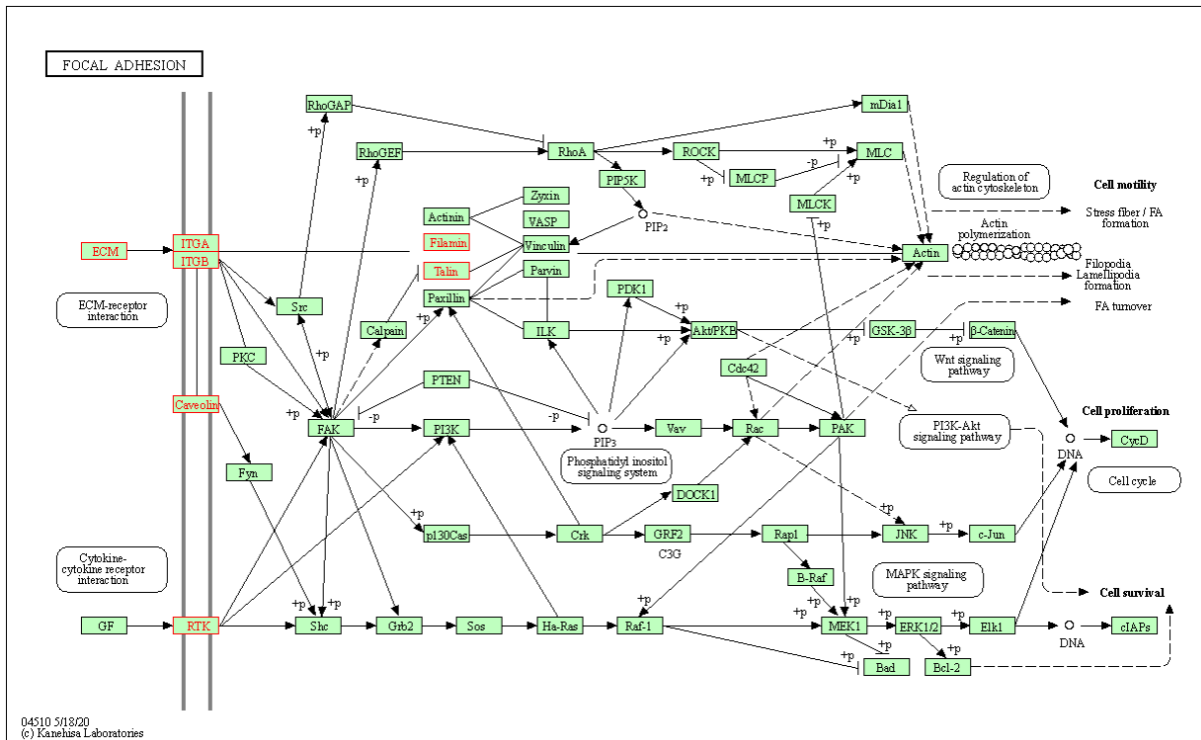 FOCAL ADHESION
RhoGAP
mDia1
+p
RhoGEF
RhoA
ROCK
+p
MLC
+p
-p
+p
MLCP
+p
PIP5K
MLCK
Regulation of
actin cytoskeleton
Cell motility
Zyxin
Actinin
VASP
PIP2
+p
Stress fiber / FA
formation
Actin
polymerization
ECM
ITGA
ITGB
Filamin
Vinculin
Actin
Talin
Parvin
Filopodia
Lamellipodia
formation
ECM-receptor
interaction
Src
Paxillin
PDK1
FA turnover
+p
+p
Calpain
ILK
Akt/PKB
+p
GSK-3β
+p
β-Catenin
PKC
+p
Cdc42
Wnt signaling
pathway
PTEN
Caveolin
+p
-p
-p
Cell proliferation
FAK
PI3K
PIP3
Vav
Rac
PAK
PI3K-Akt
signaling pathway
DNA
CycD
Fyn
Phosphatidyl inositol
signaling system
Cell cycle
DOCK1
+p
+p
p130Cas
Crk
GRF2
Rap1
JNK
+p
c-Jun
C3G
Cytokine-
cytokine receptor
interaction
B-Raf
MAPK signaling
pathway
+p
+p
+p
+p
+p
+p
Cell survival
GF
RTK
Shc
Grb2
Sos
Ha-Ras
Raf-1
MEK1
+p
ERK1/2
+p
Elk1
DNA
cIAPs
+p
+p
+p
Bad
Bcl-2
04510 5/18/20
(c) Kanehisa Laboratories